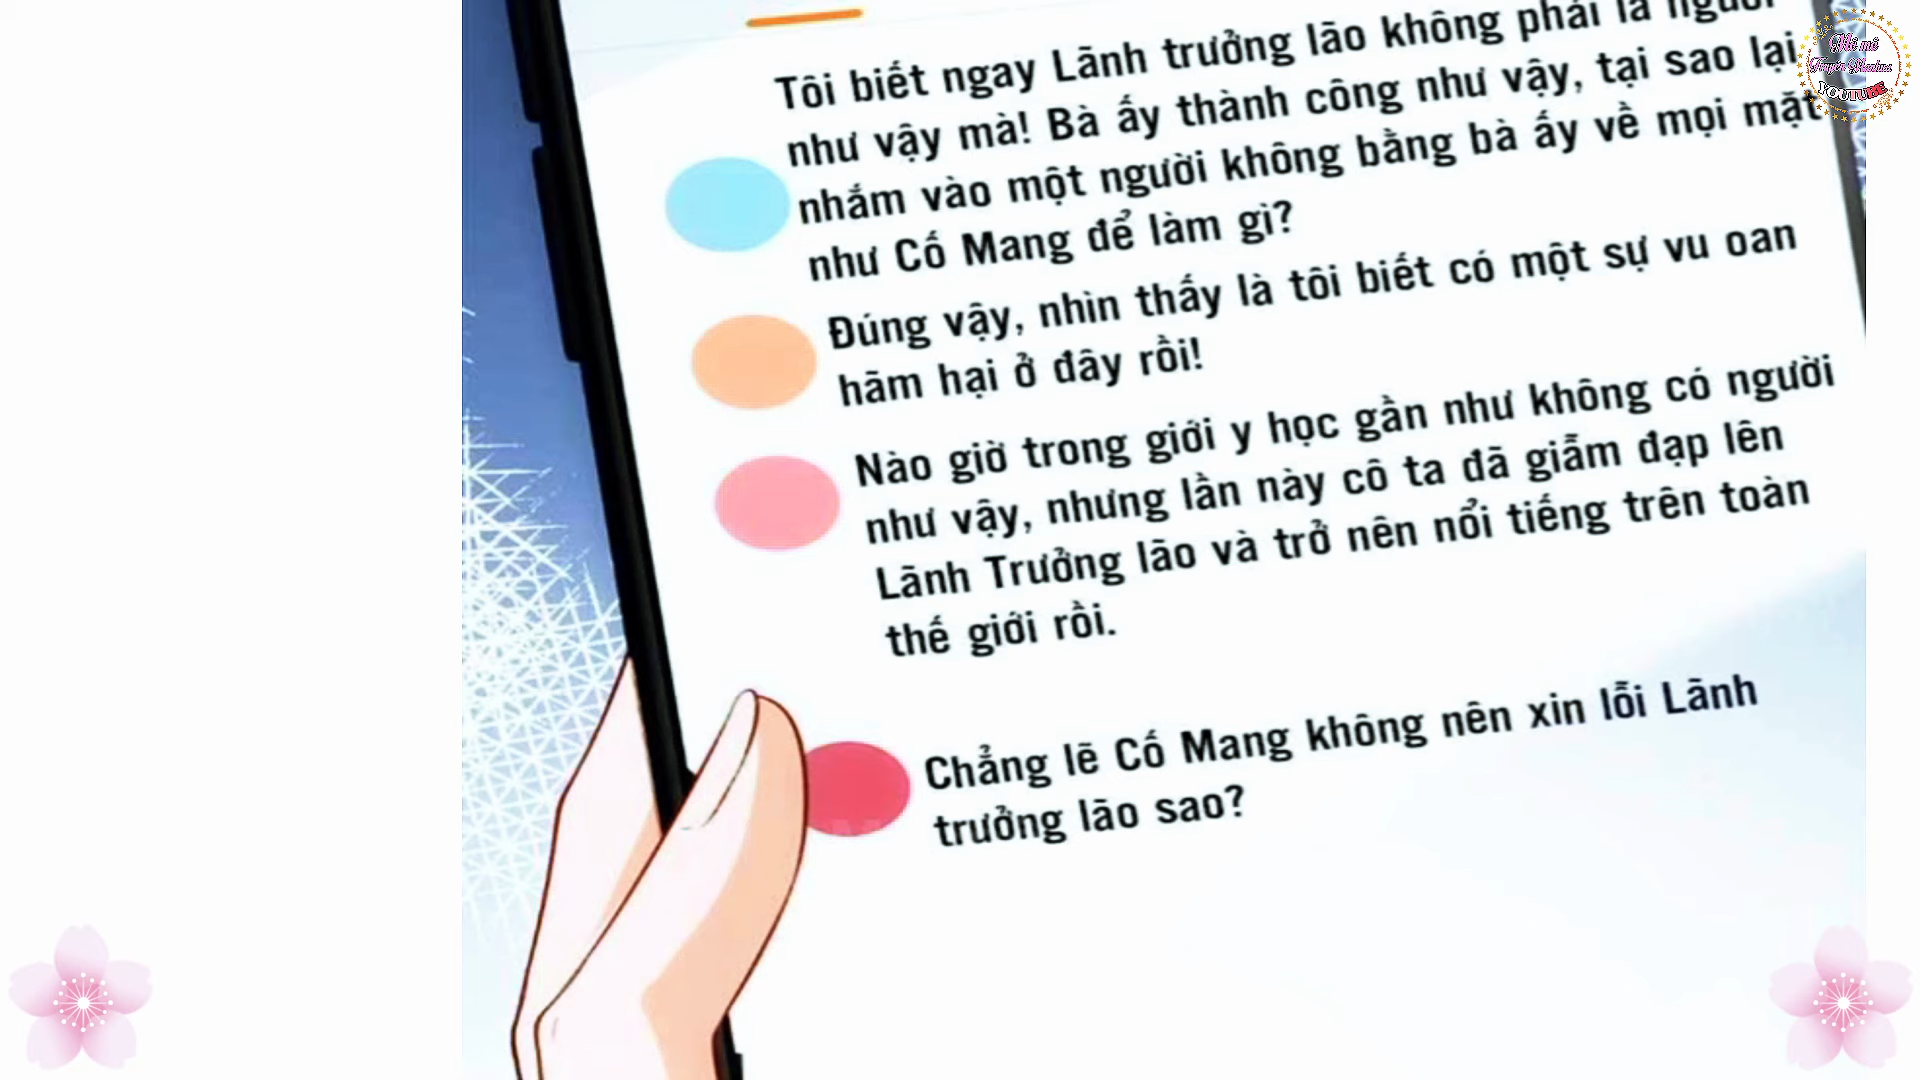 Tôi biết ngay Lãnh trưởng lão không phải là người
như vậy mà! Bà ấy thành công như vậy, tại sao lại
nhắm vào một người không bằng bà ấy về mọi mặt
như Cố Mang để làm gì?
Đúng vậy, nhìn thấy là tôi biết có một sự vu oan
hãm hại ở đây rồi!
Nào giờ trong giới y học gần như không có người
như vậy, nhưng lần này cô ta đã giẫm đạp lên
Lãnh Trưởng lão và trở nên nổi tiếng trên toàn
thế giới rồi.
Chẳng lẽ Cố Mang không nên xin lỗi Lãnh
trưởng lão sao?
Mê mê
Truyện Manhua
YOUTUBE